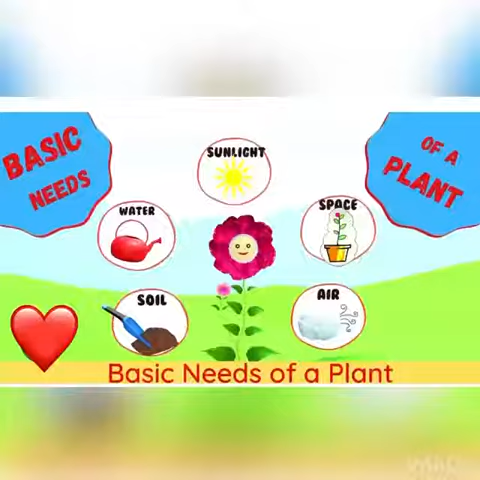 BASIC
NEEDS
OF A
PLANT
SUNLIGHT
WATER
SPACE
SOIL
AIR
Basic Needs of a Plant